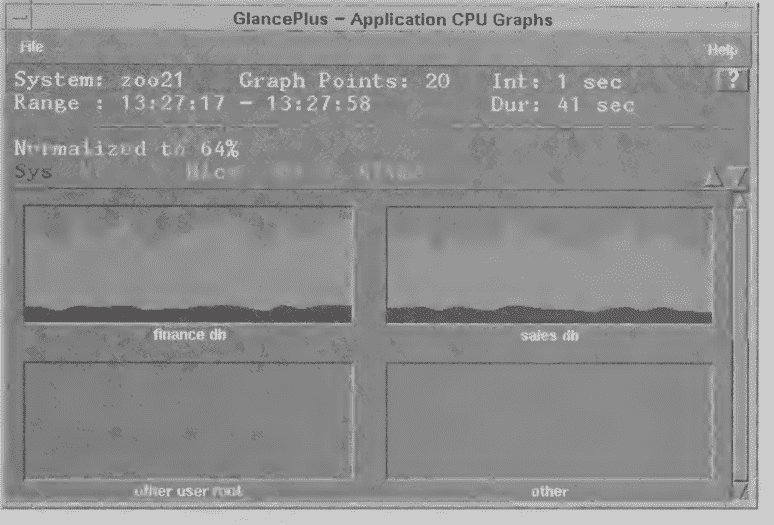 GlancePlus – Application CPU Graphs
File Help
System: zoo21 Graph Points: 20 Int: 1 sec ?
Range : 13:27:17 - 13:27:58 Dur: 41 sec
Normalized to 64%
Sys
finance db sales db
other user root other